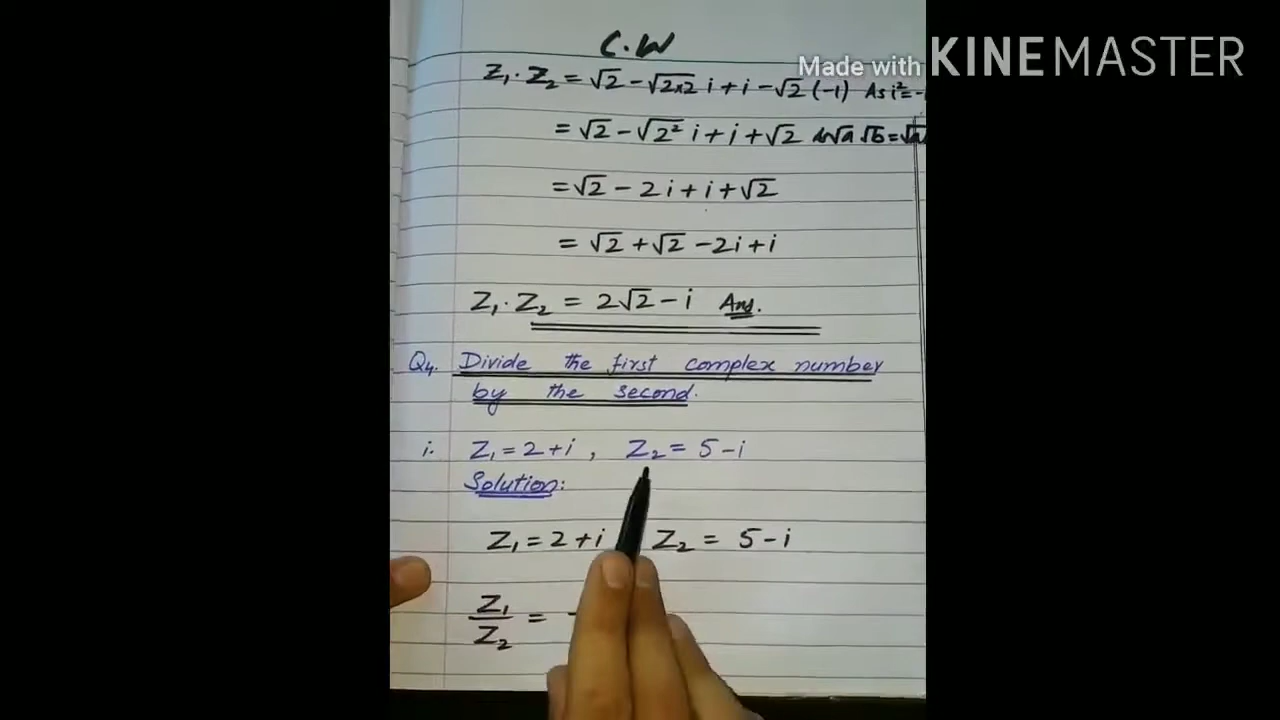 C.W
Made with KINEMASTER
Z₁ · Z₂ = √2 - √2×2 i + i - √2 (-1) As i² = -1
= √2 - √2² i + i + √2 √a √b = √a
= √2 - 2i + i + √2
= √2 + √2 - 2i + i
Z₁ · Z₂ = 2√2 - i Ans.
Q4. Divide the first complex number
by the second.
i. Z₁ = 2 + i , Z₂ = 5 - i
Solution:
Z₁ = 2 + i Z₂ = 5 - i
Z₁/Z₂ =